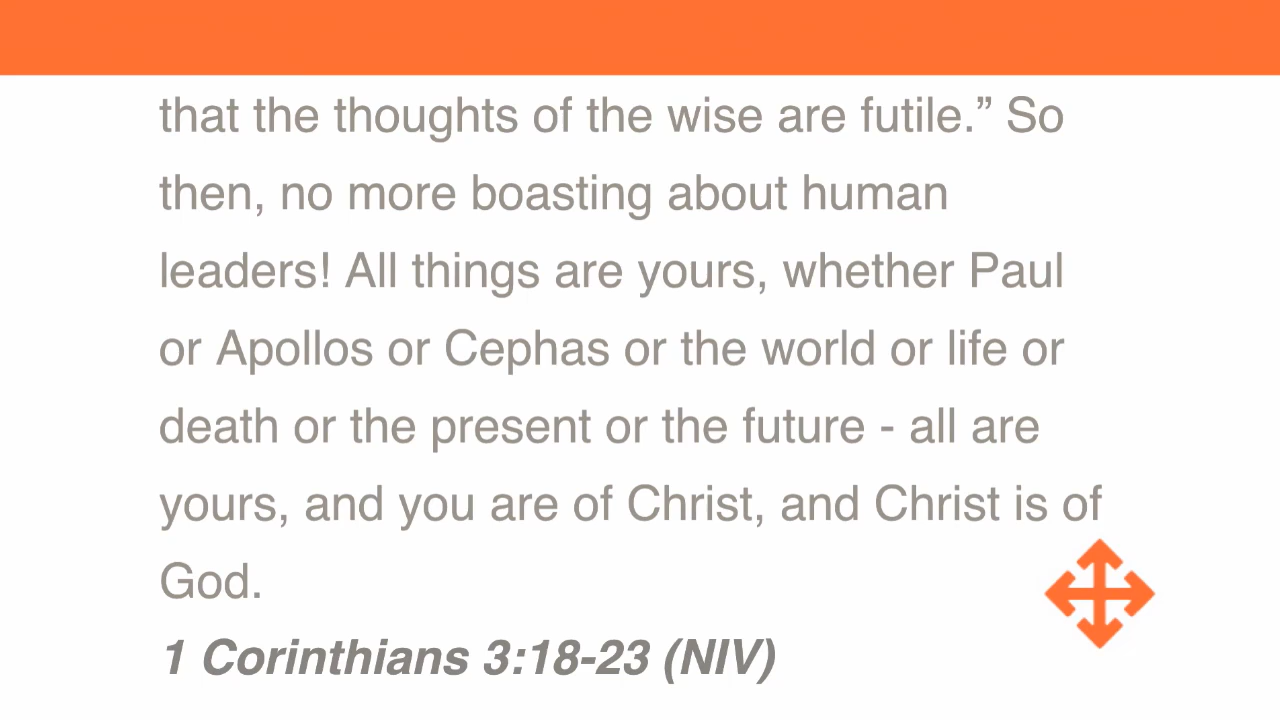 that the thoughts of the wise are futile.” So
then, no more boasting about human
leaders! All things are yours, whether Paul
or Apollos or Cephas or the world or life or
death or the present or the future - all are
yours, and you are of Christ, and Christ is of
God.
1 Corinthians 3:18-23 (NIV)